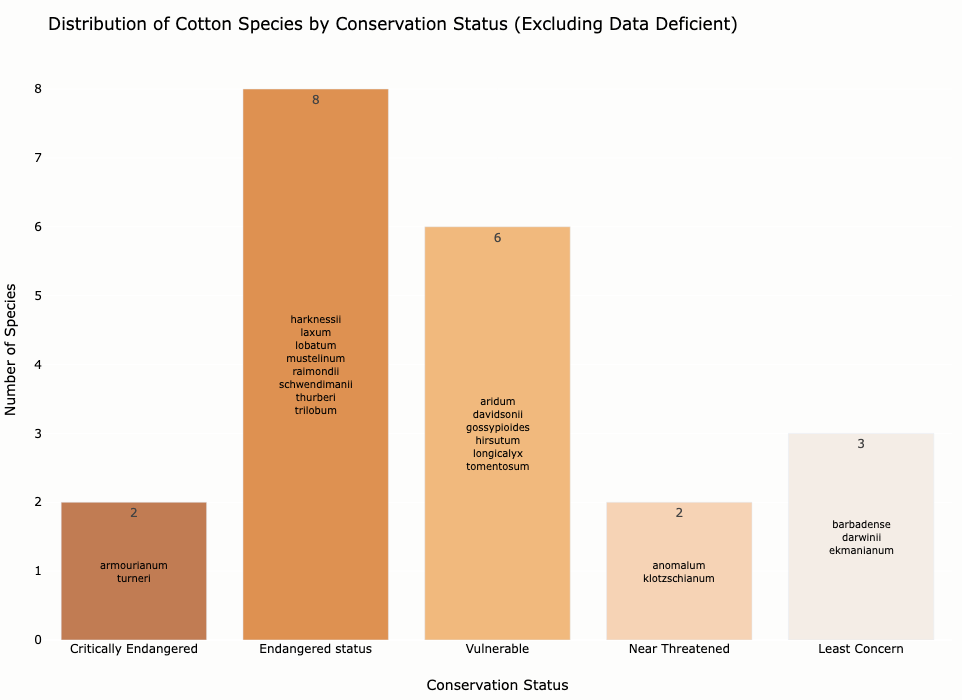 Distribution of Cotton Species by Conservation Status (Excluding Data Deficient)
Number of Species
8
7
6
5
4
3
2
1
0
2
armourianum
turneri
8
harknessii
laxum
lobatum
mustelinum
raimondii
schwendimanii
thurberi
trilobum
6
aridum
davidsonii
gossypioides
hirsutum
longicalyx
tomentosum
2
anomalum
klotzschianum
3
barbadense
darwinii
ekmanianum
Critically Endangered
Endangered status
Vulnerable
Near Threatened
Least Concern
Conservation Status